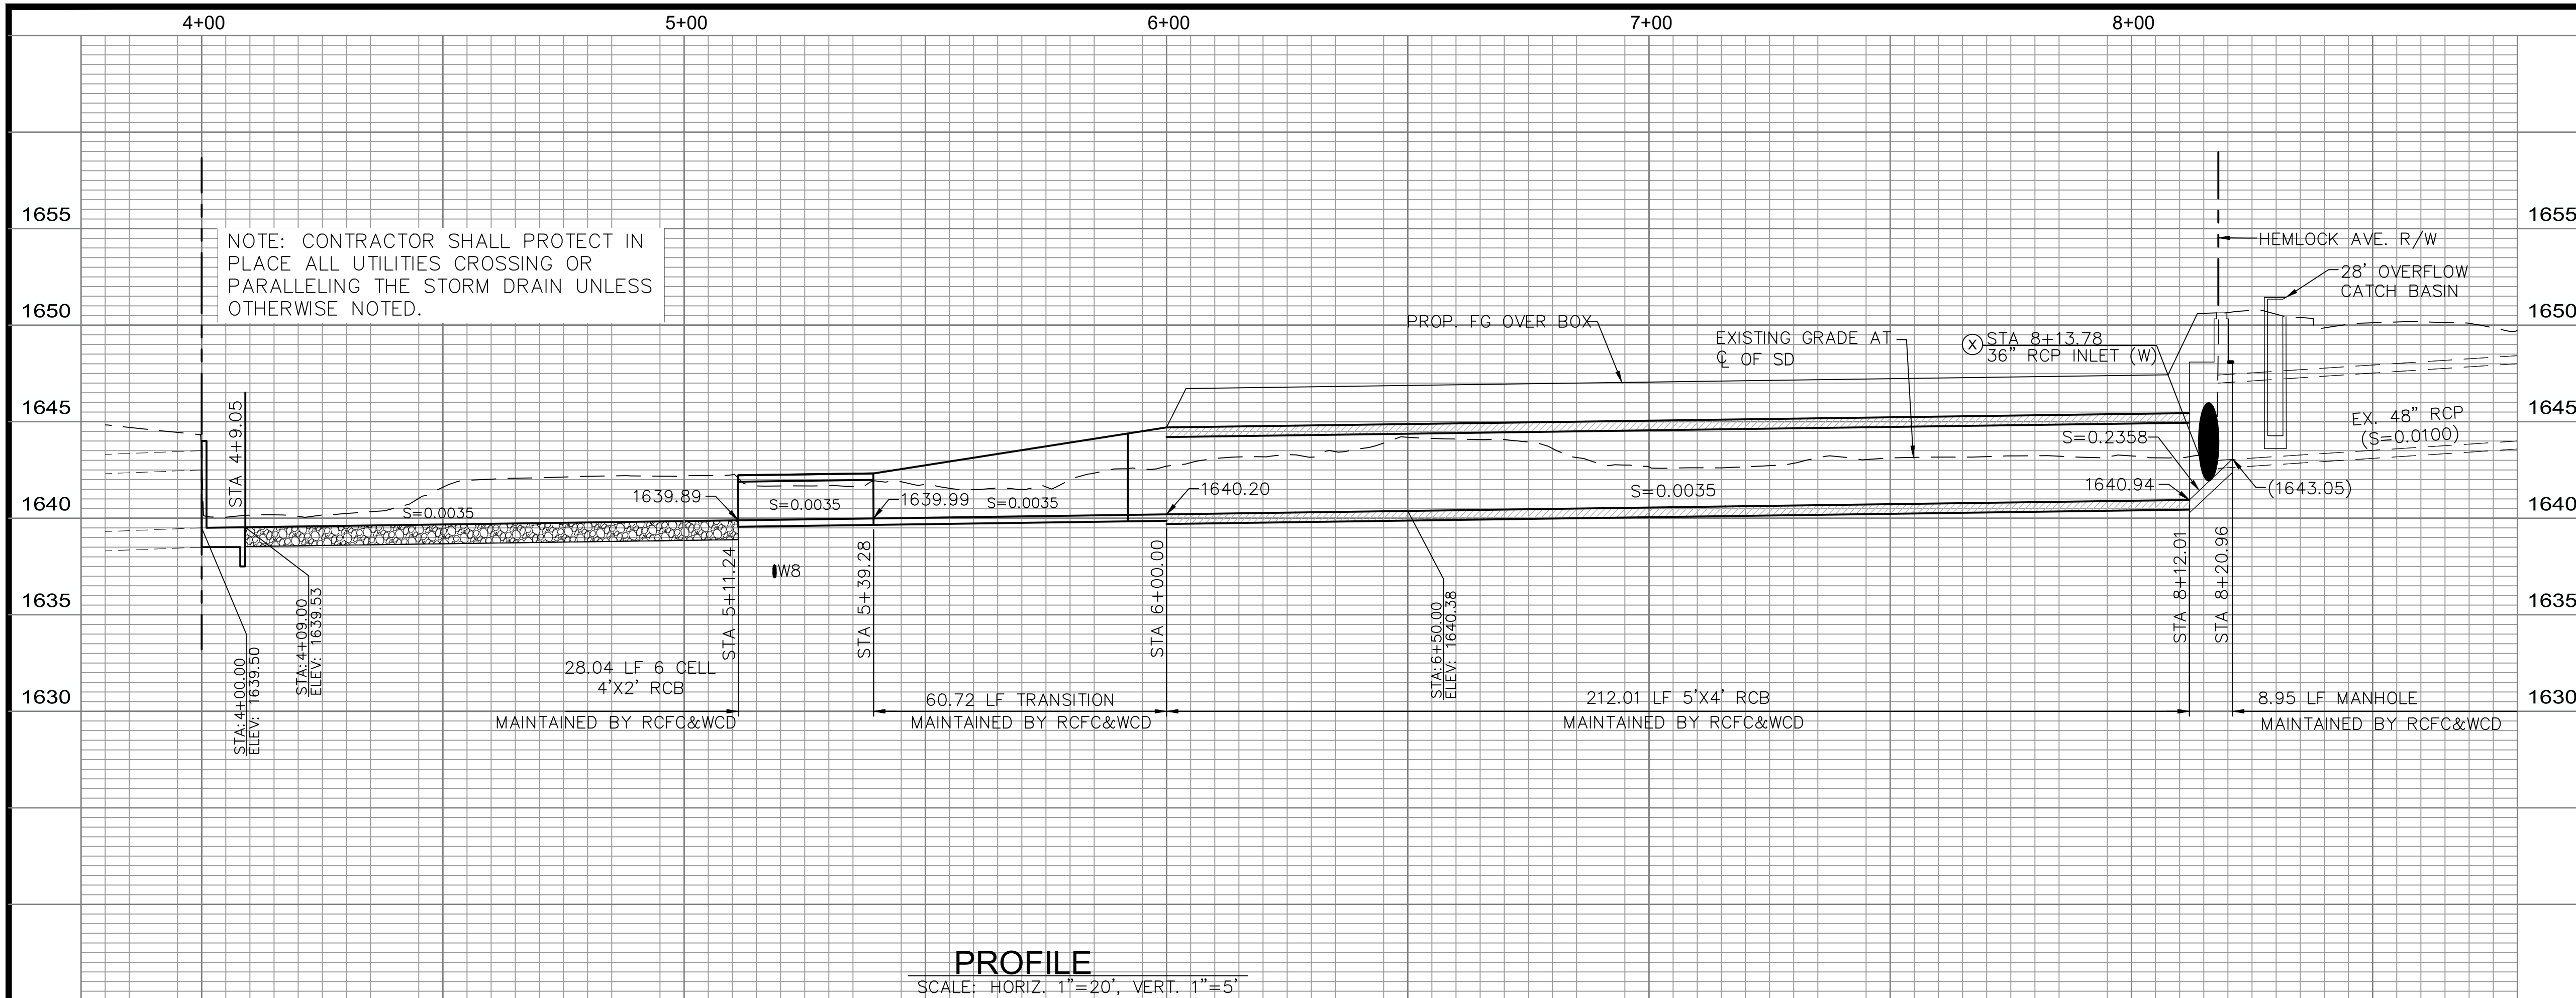 4+00
5+00
6+00
7+00
8+00
1655
1655
NOTE: CONTRACTOR SHALL PROTECT IN
PLACE ALL UTILITIES CROSSING OR
PARALLELING THE STORM DRAIN UNLESS
OTHERWISE NOTED.
HEMLOCK AVE. R/W
28' OVERFLOW
CATCH BASIN
1650
1650
PROP. FG OVER BOX
EXISTING GRADE AT
℄ OF SD
X
STA 8+13.78
36" RCP INLET (W)
1645
1645
STA 4+9.05
EX. 48" RCP
(S=0.0100)
S=0.2358
1640
1640
S=0.0035
1639.89
S=0.0035
1639.99
S=0.0035
1640.20
S=0.0035
1640.94
(1643.05)
W8
STA 5+11.24
STA 5+39.28
STA 6+00.00
STA 8+12.01
STA 8+20.96
1635
1635
STA:4+00.00
ELEV: 1639.50
STA:4+09.00
ELEV: 1639.53
STA:6+50.00
ELEV: 1640.38
1630
1630
28.04 LF 6 CELL
4'X2' RCB
MAINTAINED BY RCFC&WCD
60.72 LF TRANSITION
MAINTAINED BY RCFC&WCD
212.01 LF 5'X4' RCB
MAINTAINED BY RCFC&WCD
8.95 LF MANHOLE
MAINTAINED BY RCFC&WCD
PROFILE
SCALE: HORIZ. 1"=20', VERT. 1"=5'